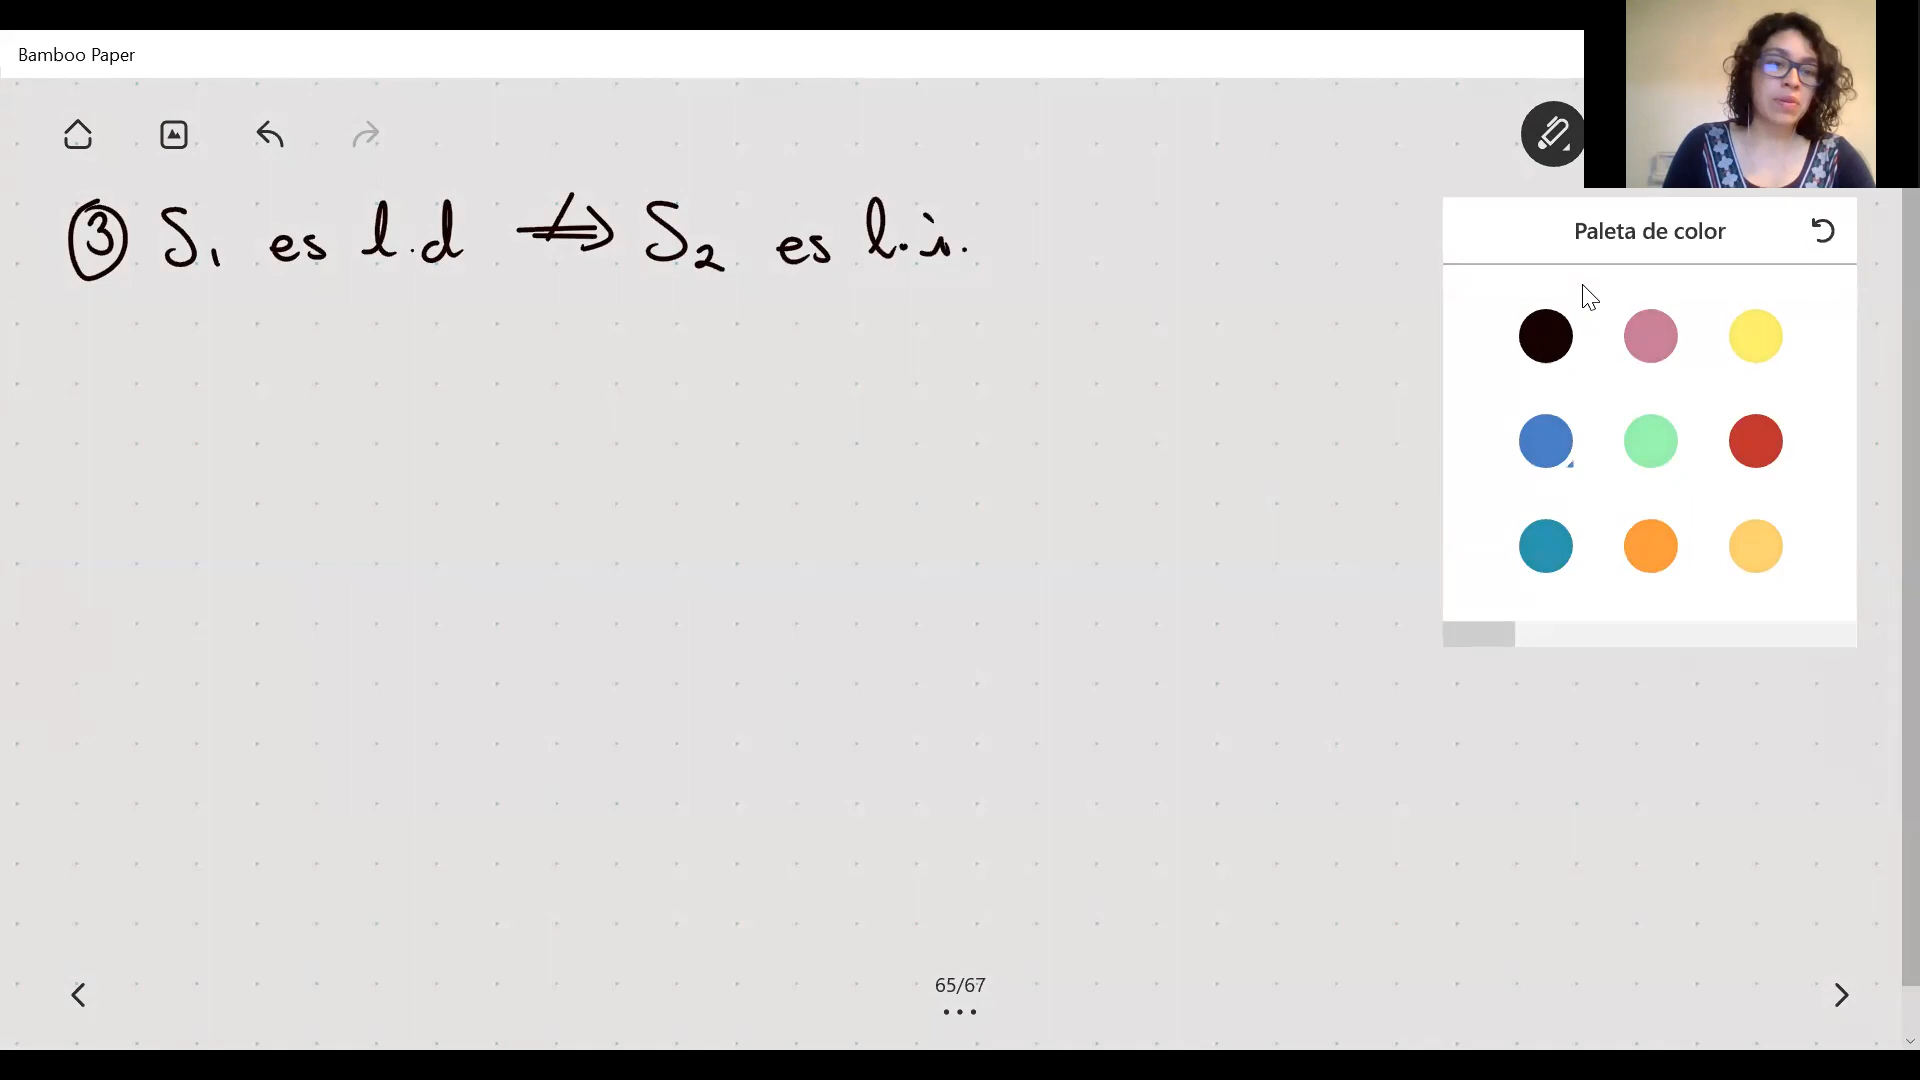 Bamboo Paper
③ S₁ es l.d ⇏ S₂ es l.i.
Paleta de color
65/67